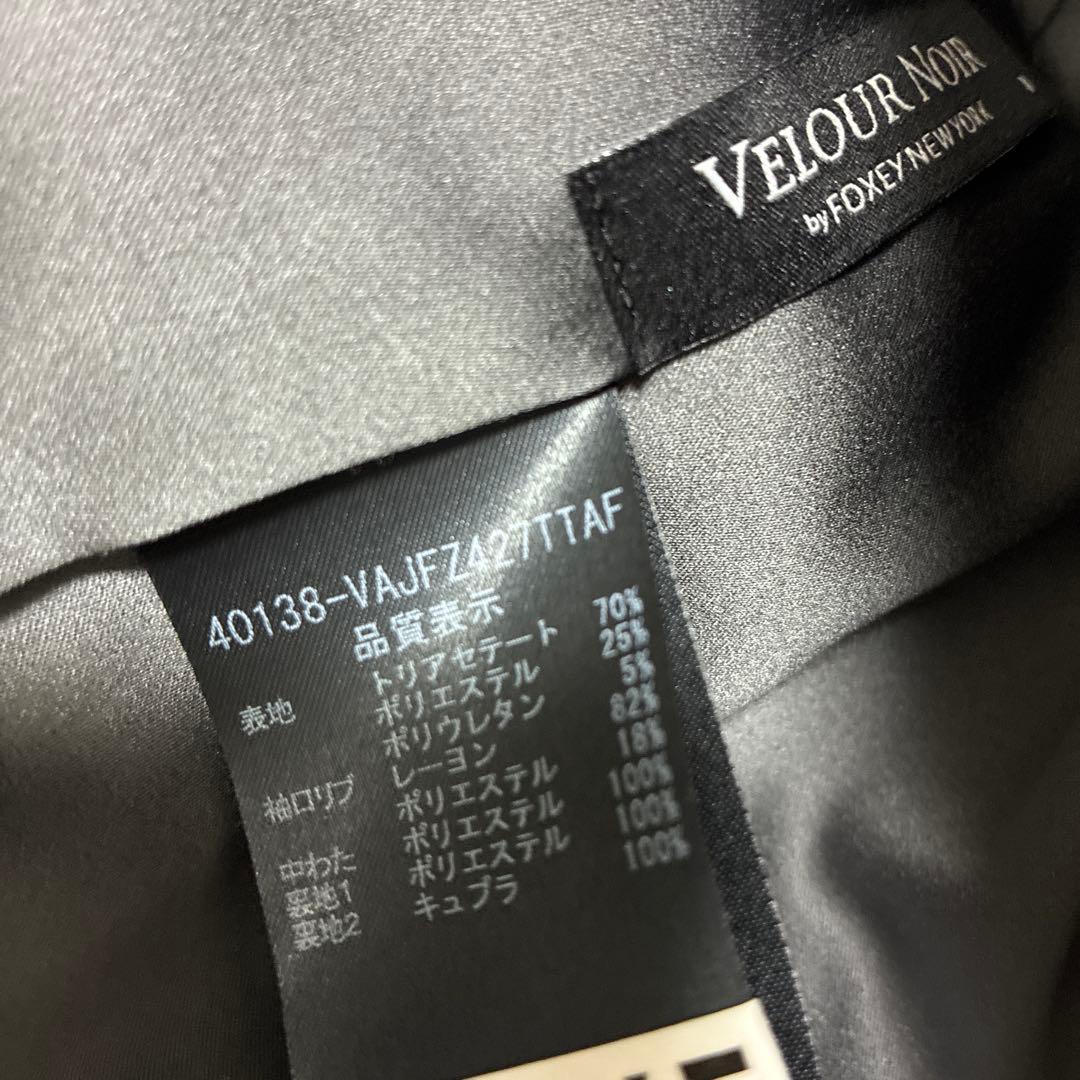 VELOUR NOIR
by FOXEY NEW YORK
40138-VAJFZ427TTAF
品質表示
表地 トリアセテート 70%
ポリエステル 25%
ポリウレタン 5%
袖口リブ レーヨン 82%
ポリエステル 18%
中わた ポリエステル 100%
裏地1 ポリエステル 100%
裏地2 キュプラ 100%